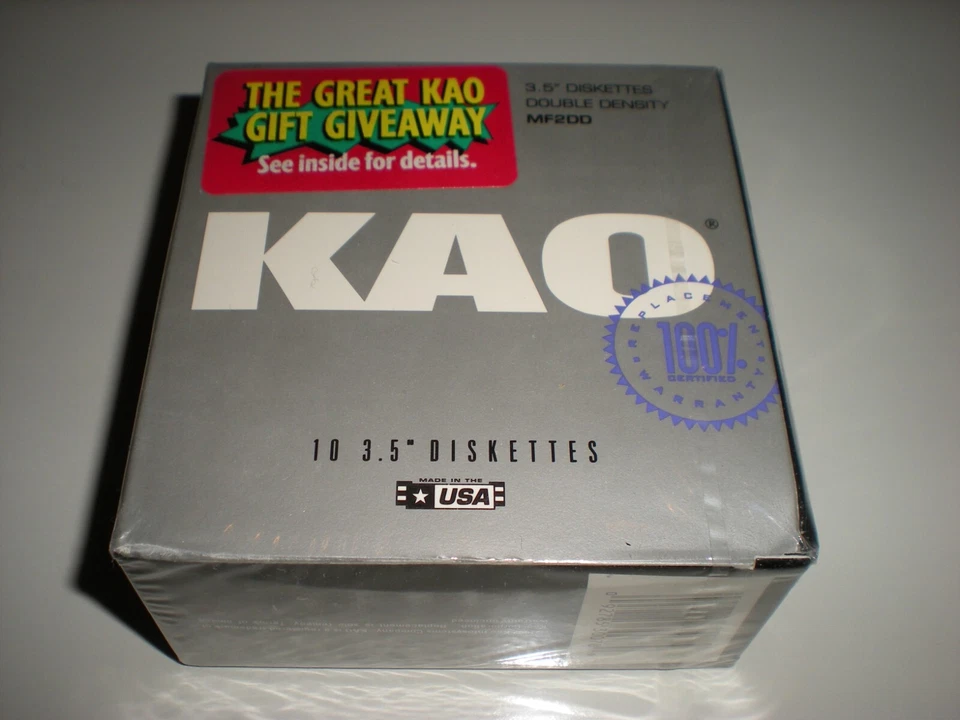 THE GREAT KAO
GIFT GIVEAWAY
See inside for details.
3.5" DISKETTES
DOUBLE DENSITY
MF2DD
KAO®
REPLACEMENT
100%
CERTIFIED
WARRANTY
10 3.5" DISKETTES
MADE IN THE
USA